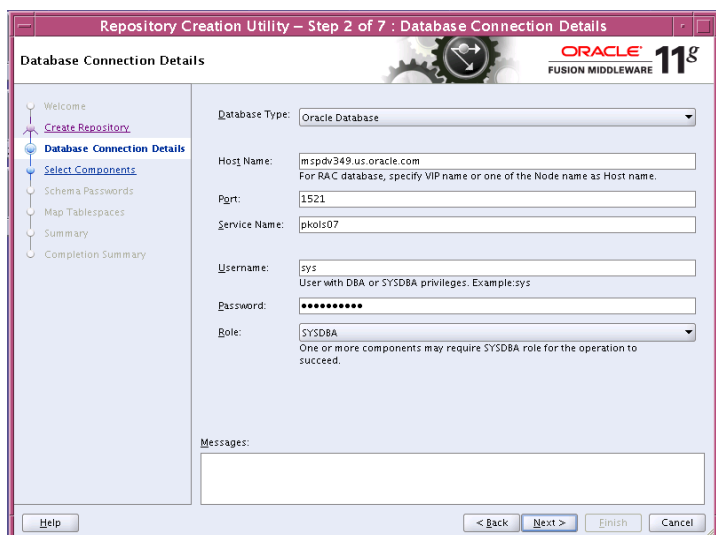 Repository Creation Utility – Step 2 of 7 : Database Connection Details
Database Connection Details
ORACLE
FUSION MIDDLEWARE
11g
Welcome
Create Repository
Database Connection Details
Select Components
Schema Passwords
Map Tablespaces
Summary
Completion Summary
Database Type: Oracle Database
Host Name: mspdv349.us.oracle.com
For RAC database, specify VIP name or one of the Node name as Host name.
Port: 1521
Service Name: pkols07
Username: sys
User with DBA or SYSDBA privileges. Example:sys
Password: ●●●●●●●●●●
Role: SYSDBA
One or more components may require SYSDBA role for the operation to
succeed.
Messages:
Help < Back Next > Finish Cancel